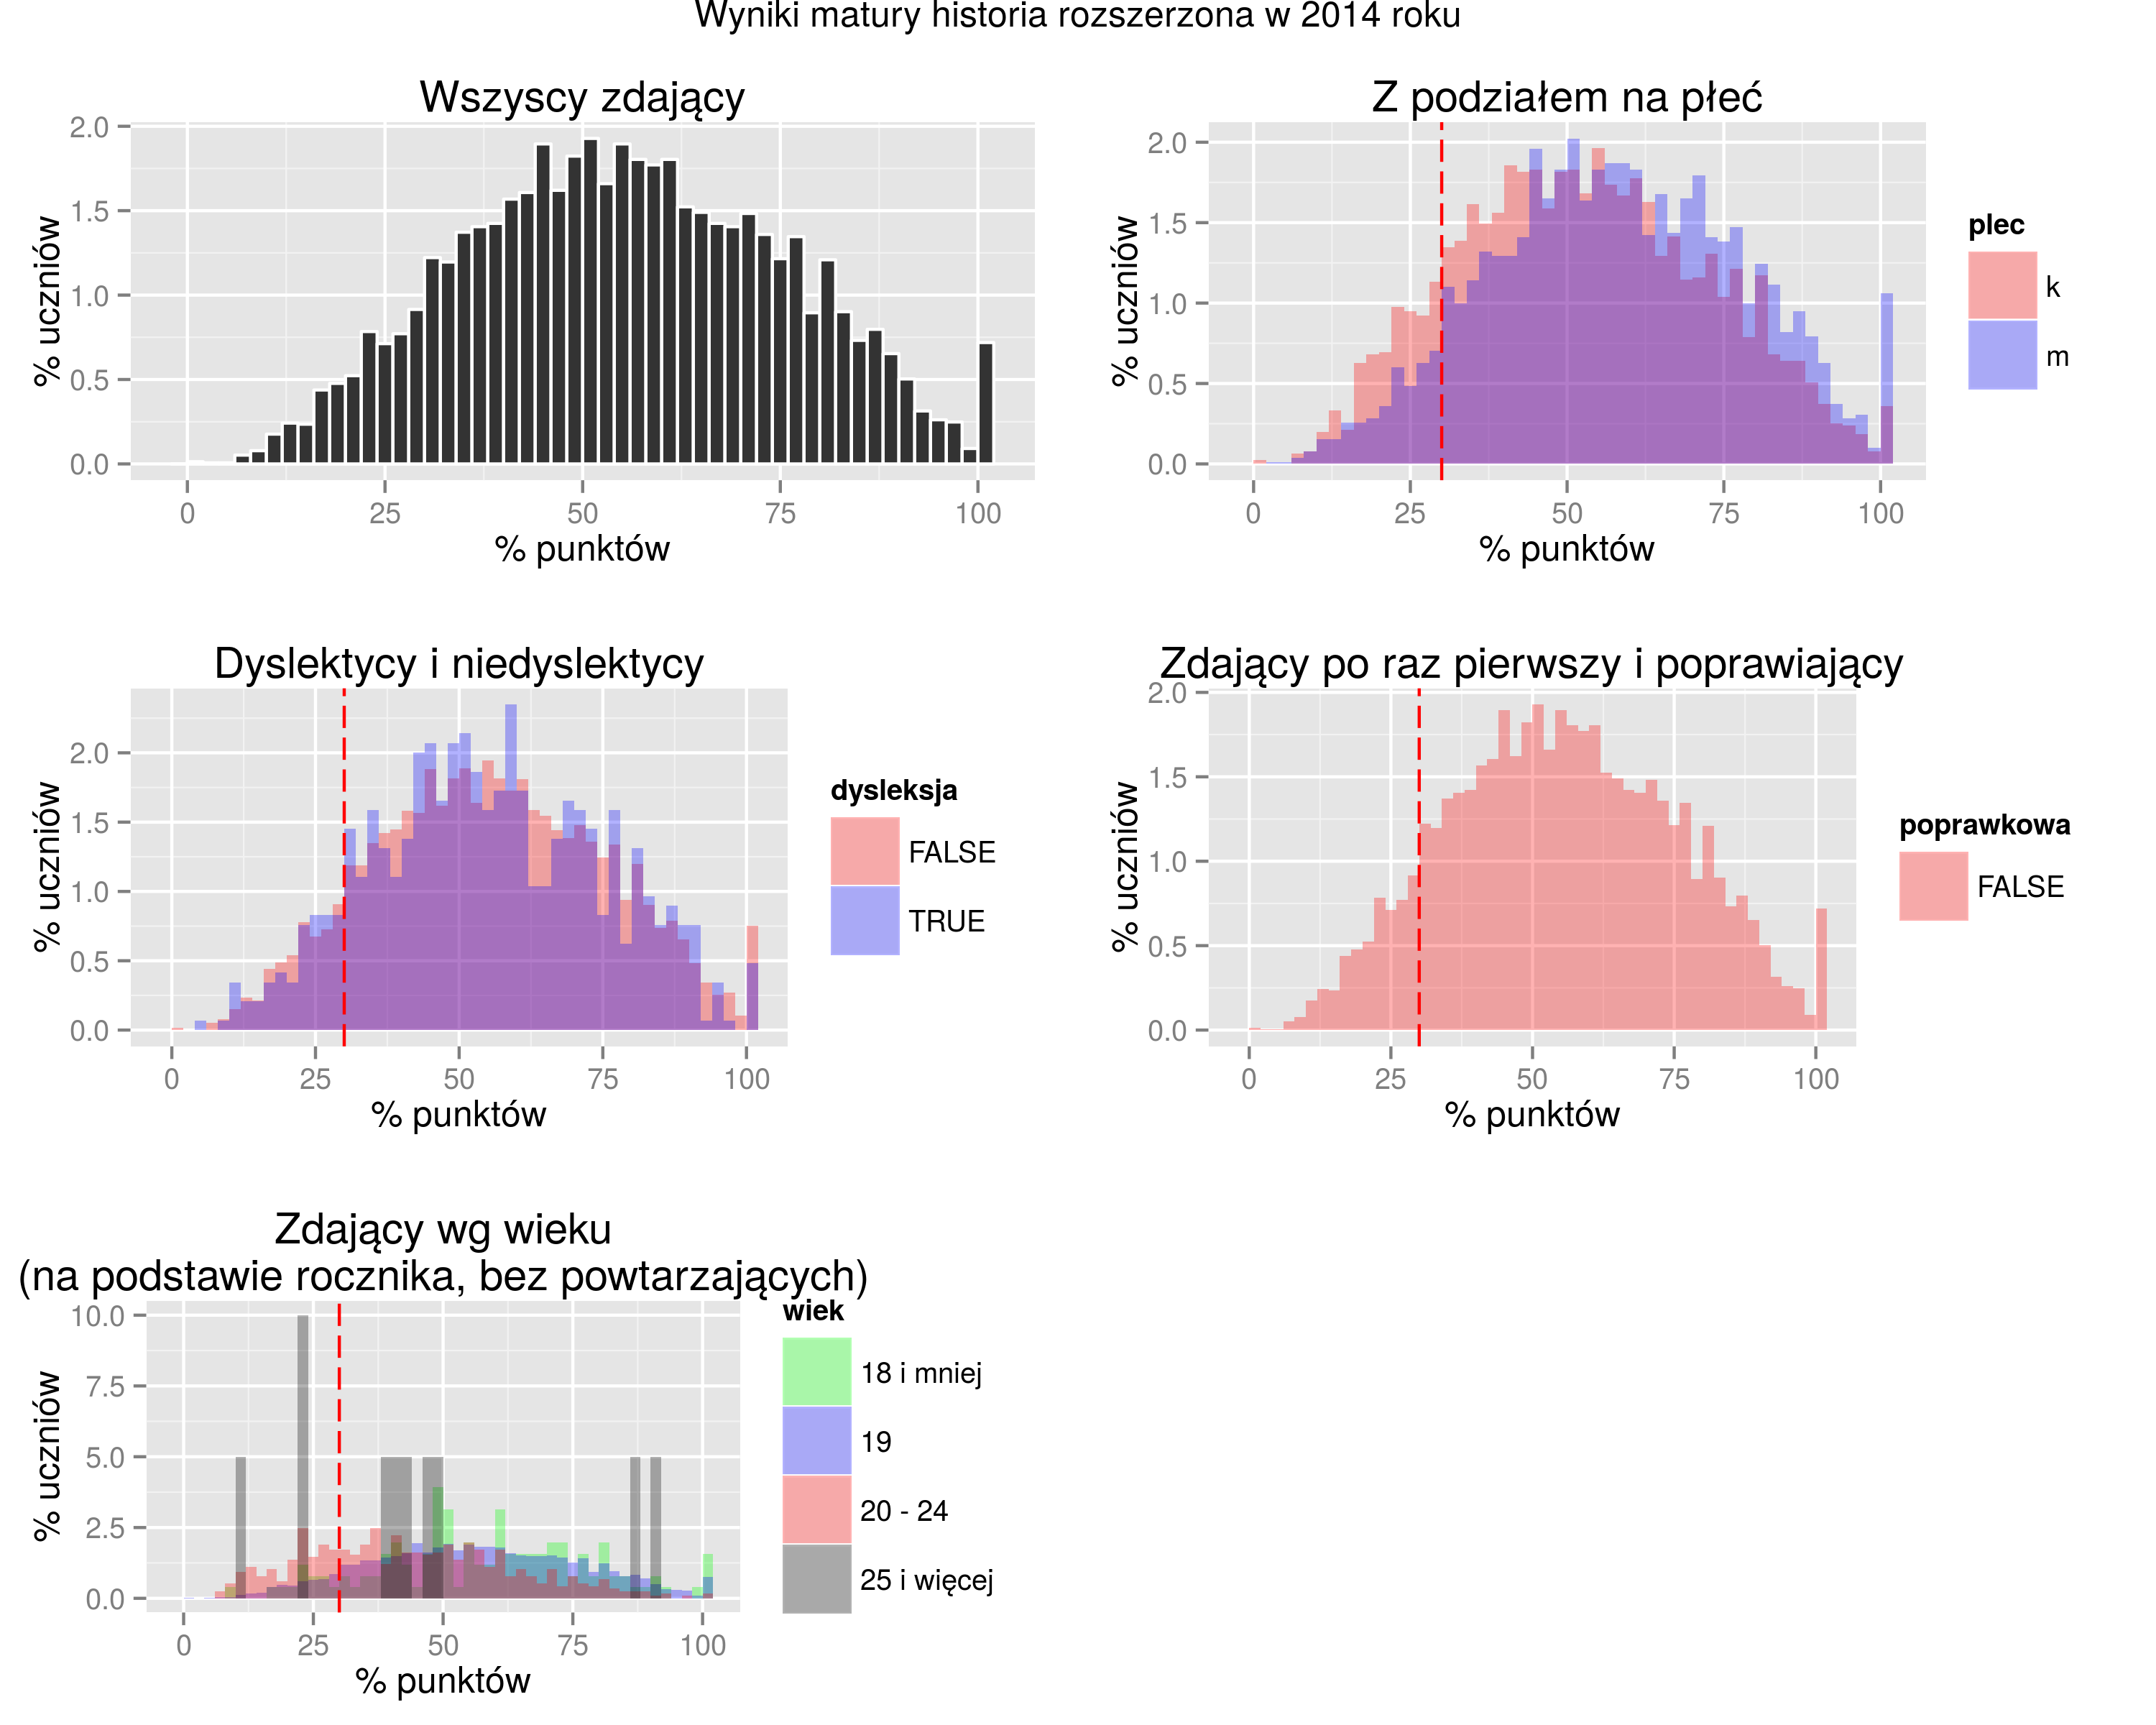 Wyniki matury historia rozszerzona w 2014 roku
Wszyscy zdający
% uczniów
2.0
1.5
1.0
0.5
0.0
0 25 50 75 100
% punktów
Z podziałem na płeć
% uczniów
2.0
1.5
1.0
0.5
0.0
0 25 50 75 100
% punktów
plec
k
m
Dyslektycy i niedyslektycy
% uczniów
2.0
1.5
1.0
0.5
0.0
0 25 50 75 100
% punktów
dysleksja
FALSE
TRUE
Zdający po raz pierwszy i poprawiający
% uczniów
2.0
1.5
1.0
0.5
0.0
0 25 50 75 100
% punktów
poprawkowa
FALSE
Zdający wg wieku
(na podstawie rocznika, bez powtarzających)
% uczniów
10.0
7.5
5.0
2.5
0.0
0 25 50 75 100
% punktów
wiek
18 i mniej
19
20 - 24
25 i więcej